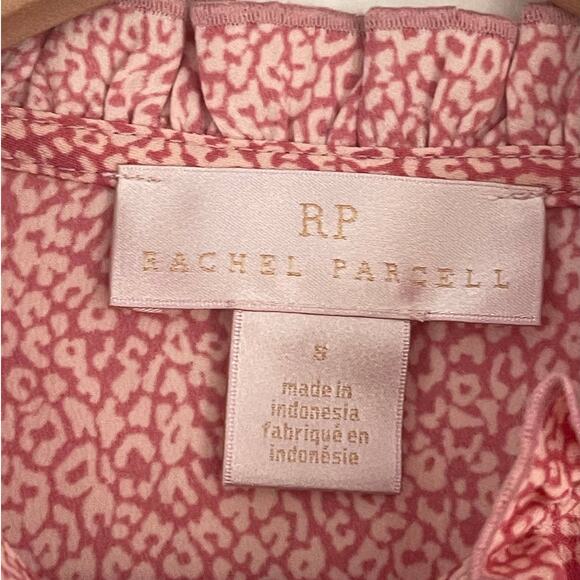 RP
RACHEL PARCELL
S
made in
indonesia
fabriqué en
indonésie